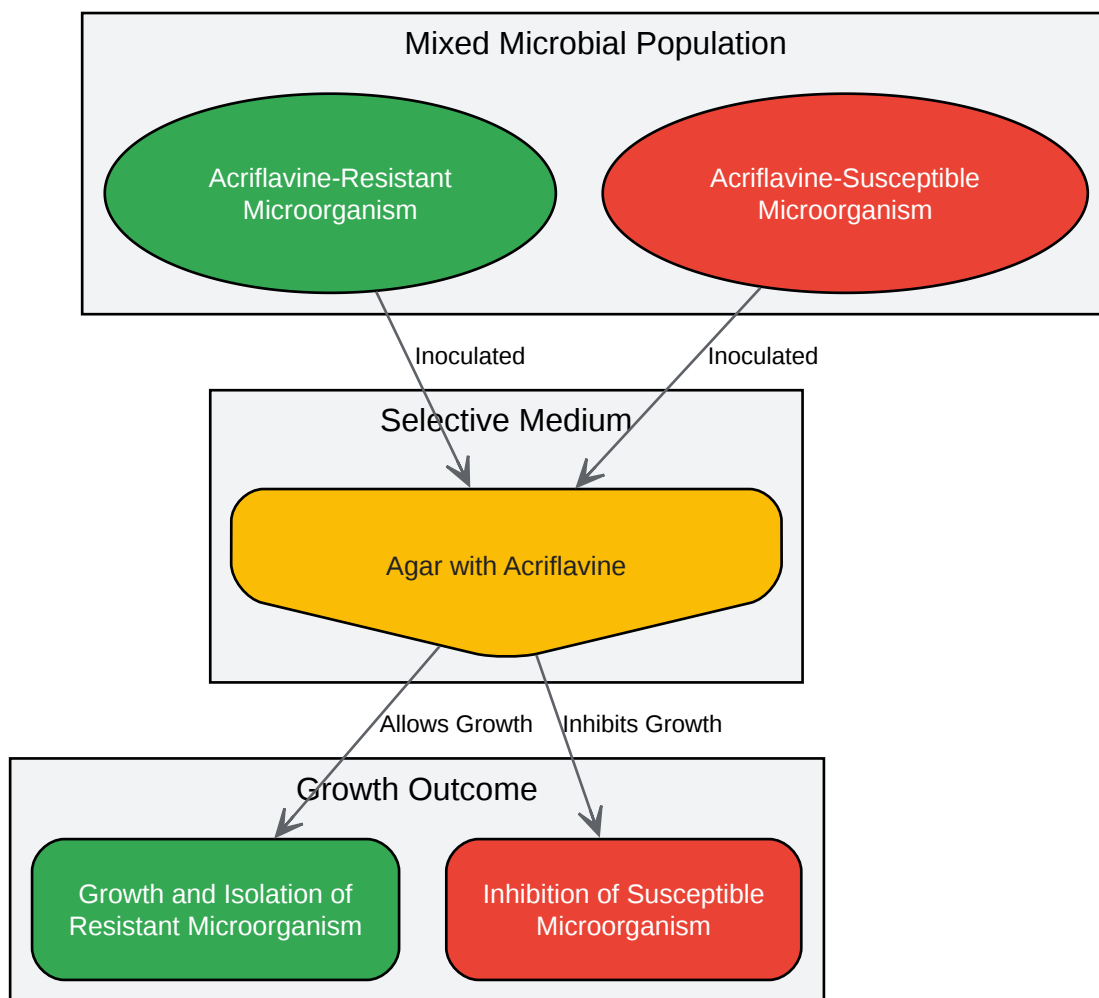 Mixed Microbial Population
Acriflavine-Resistant
Microorganism
Acriflavine-Susceptible
Microorganism
Inoculated
Inoculated
Selective Medium
Agar with Acriflavine
Allows Growth
Inhibits Growth
Growth Outcome
Growth and Isolation of
Resistant Microorganism
Inhibition of Susceptible
Microorganism